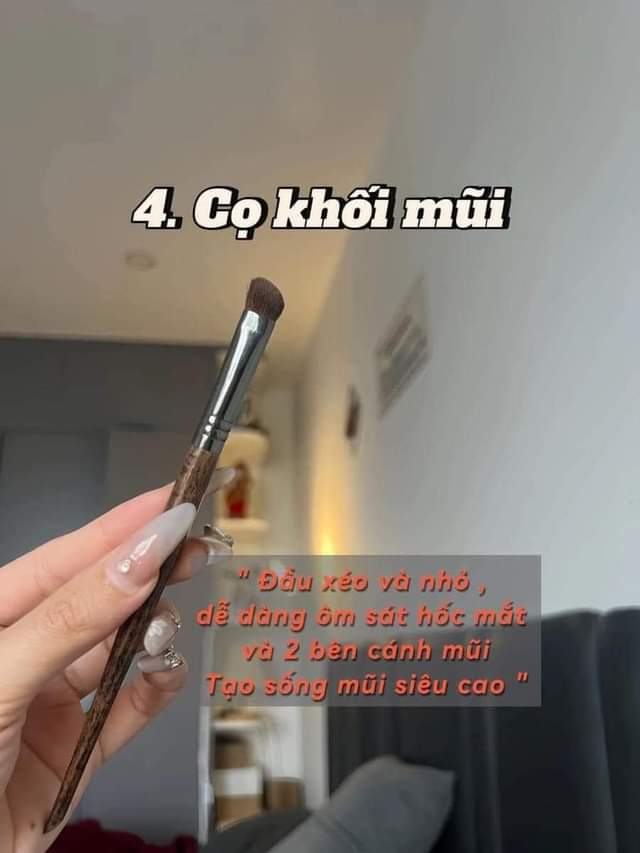 4. Cọ khối mũi
" Đầu xéo và nhỏ ,
dễ dàng ôm sát hốc mắt
và 2 bên cánh mũi
Tạo sống mũi siêu cao "